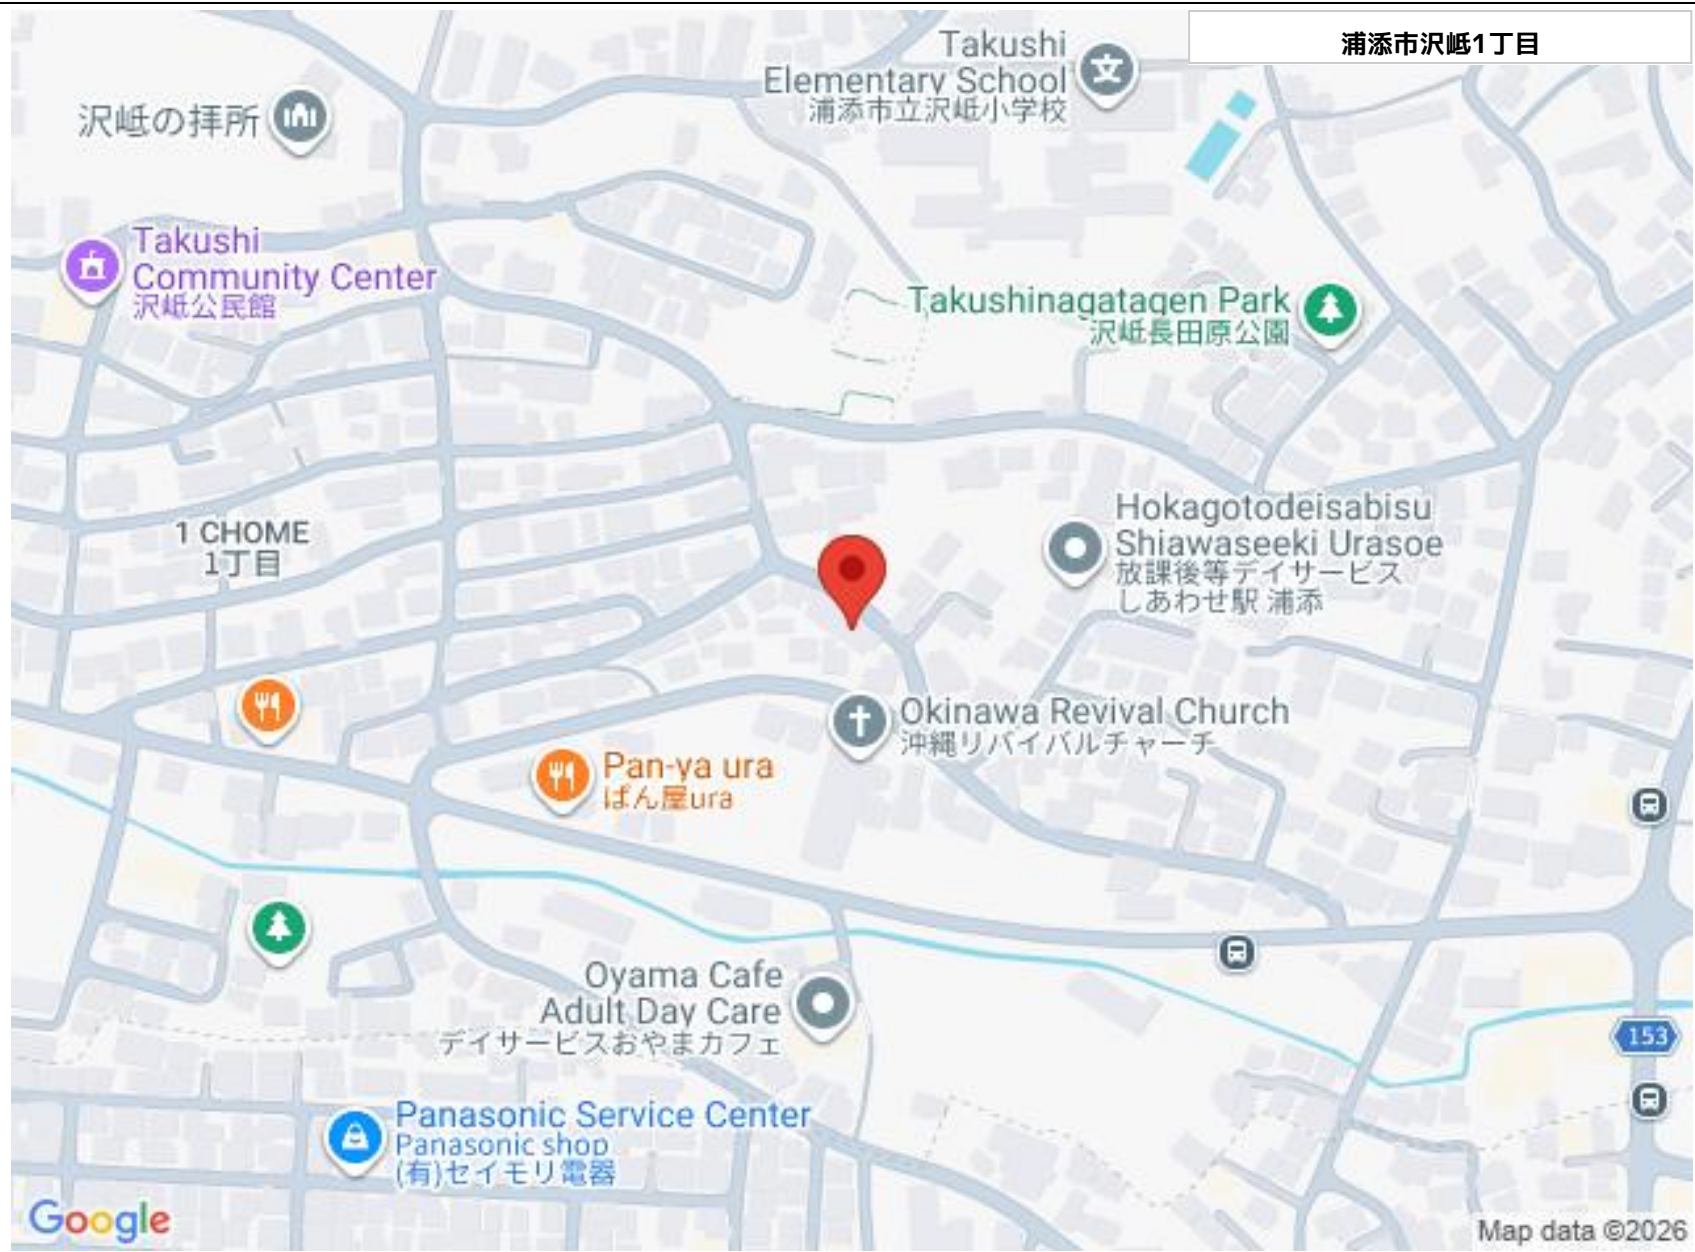 浦添市沢岻1丁目
Takushi
Elementary School
浦添市立沢岻小学校
沢岻の拝所
Takushi
Community Center
沢岻公民館
Takushinagatagen Park
沢岻長田原公園
1 CHOME
1丁目
Hokagotodeisabisu
Shiawaseeki Urasoe
放課後等デイサービス
しあわせ駅 浦添
Okinawa Revival Church
沖縄リバイバルチャーチ
Pan-ya ura
ぱん屋ura
Oyama Cafe
Adult Day Care
デイサービスおやまカフェ
153
Panasonic Service Center
Panasonic shop
(有)セイモリ電器
Google
Map data ©2026